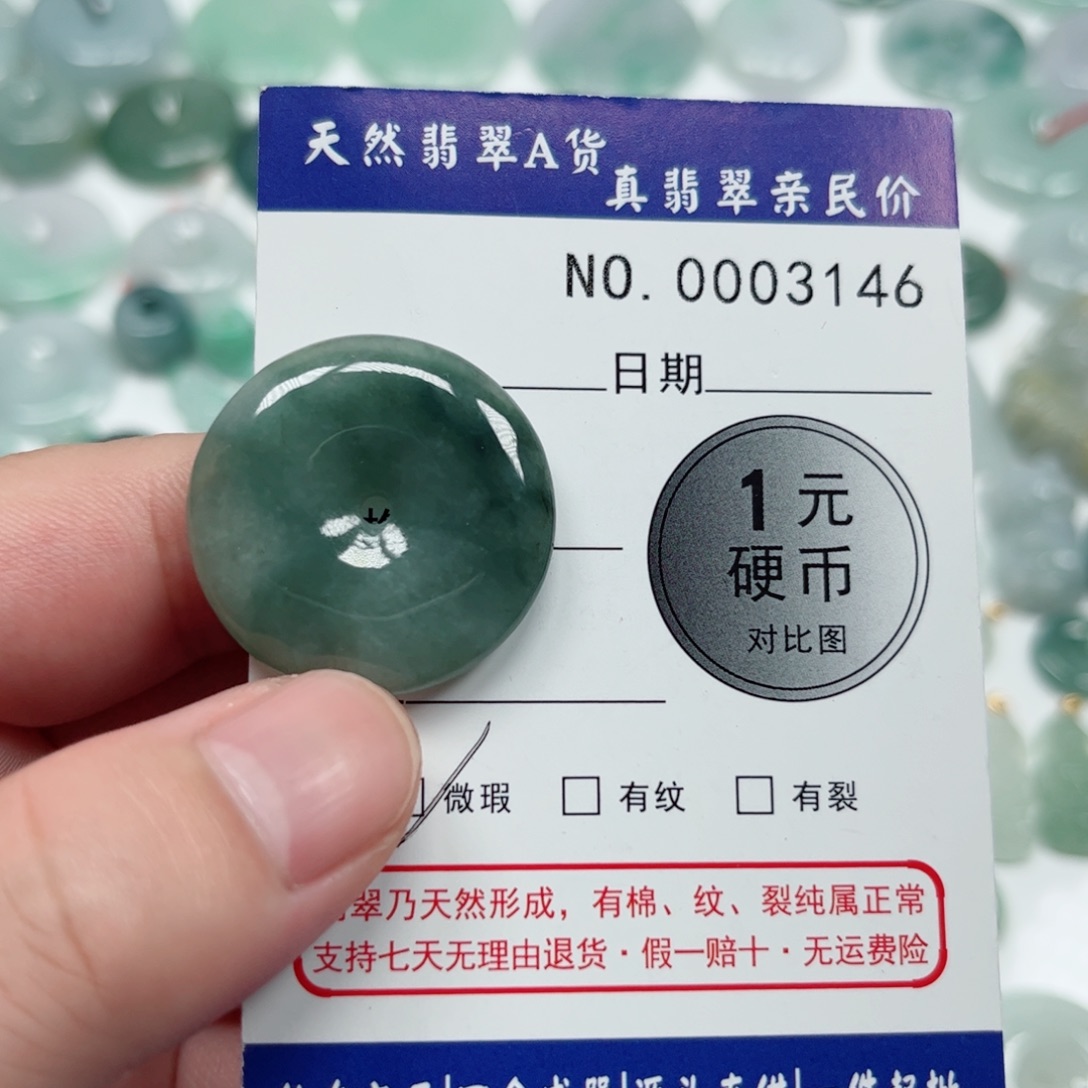 天然翡翠A货
真翡翠亲民价
NO. 0003146
日期
1元
硬币
对比图
微瑕 有纹 有裂
翠乃天然形成，有棉、纹、裂纯属正常
支持七天无理由退货·假一赔十·无运费险